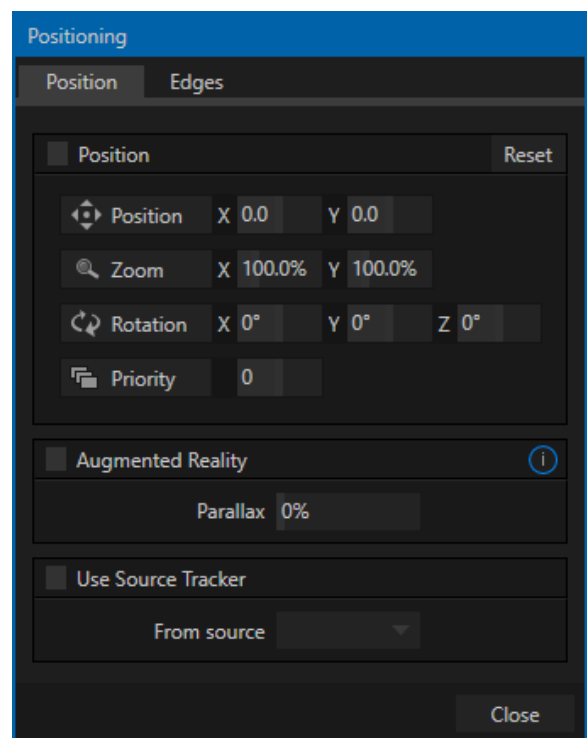 Positioning
Position Edges
Position Reset
Position X 0.0 Y 0.0
Zoom X 100.0% Y 100.0%
Rotation X 0° Y 0° Z 0°
Priority 0
Augmented Reality i
Parallax 0%
Use Source Tracker
From source
Close